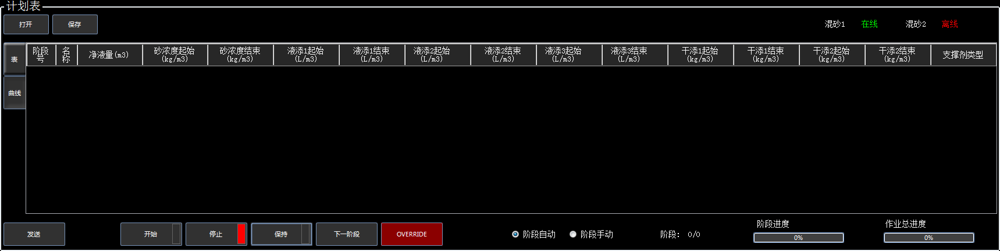 计划表
打开 保存 混砂1 在线 混砂2 离线
表
阶段号 名称 净液量(m3) 砂浓度起始(kg/m3) 砂浓度结束(kg/m3) 液添1起始(L/m3) 液添1结束(L/m3) 液添2起始(L/m3) 液添2结束(L/m3) 液添3起始(L/m3) 液添3结束(L/m3) 干添1起始(kg/m3) 干添1结束(kg/m3) 干添2起始(kg/m3) 干添2结束(kg/m3) 支撑剂类型
曲线
阶段进度 作业总进度
发送 开始 停止 保持 下一阶段 OVERRIDE 阶段自动 阶段手动 阶段: 0/0
0% 0%